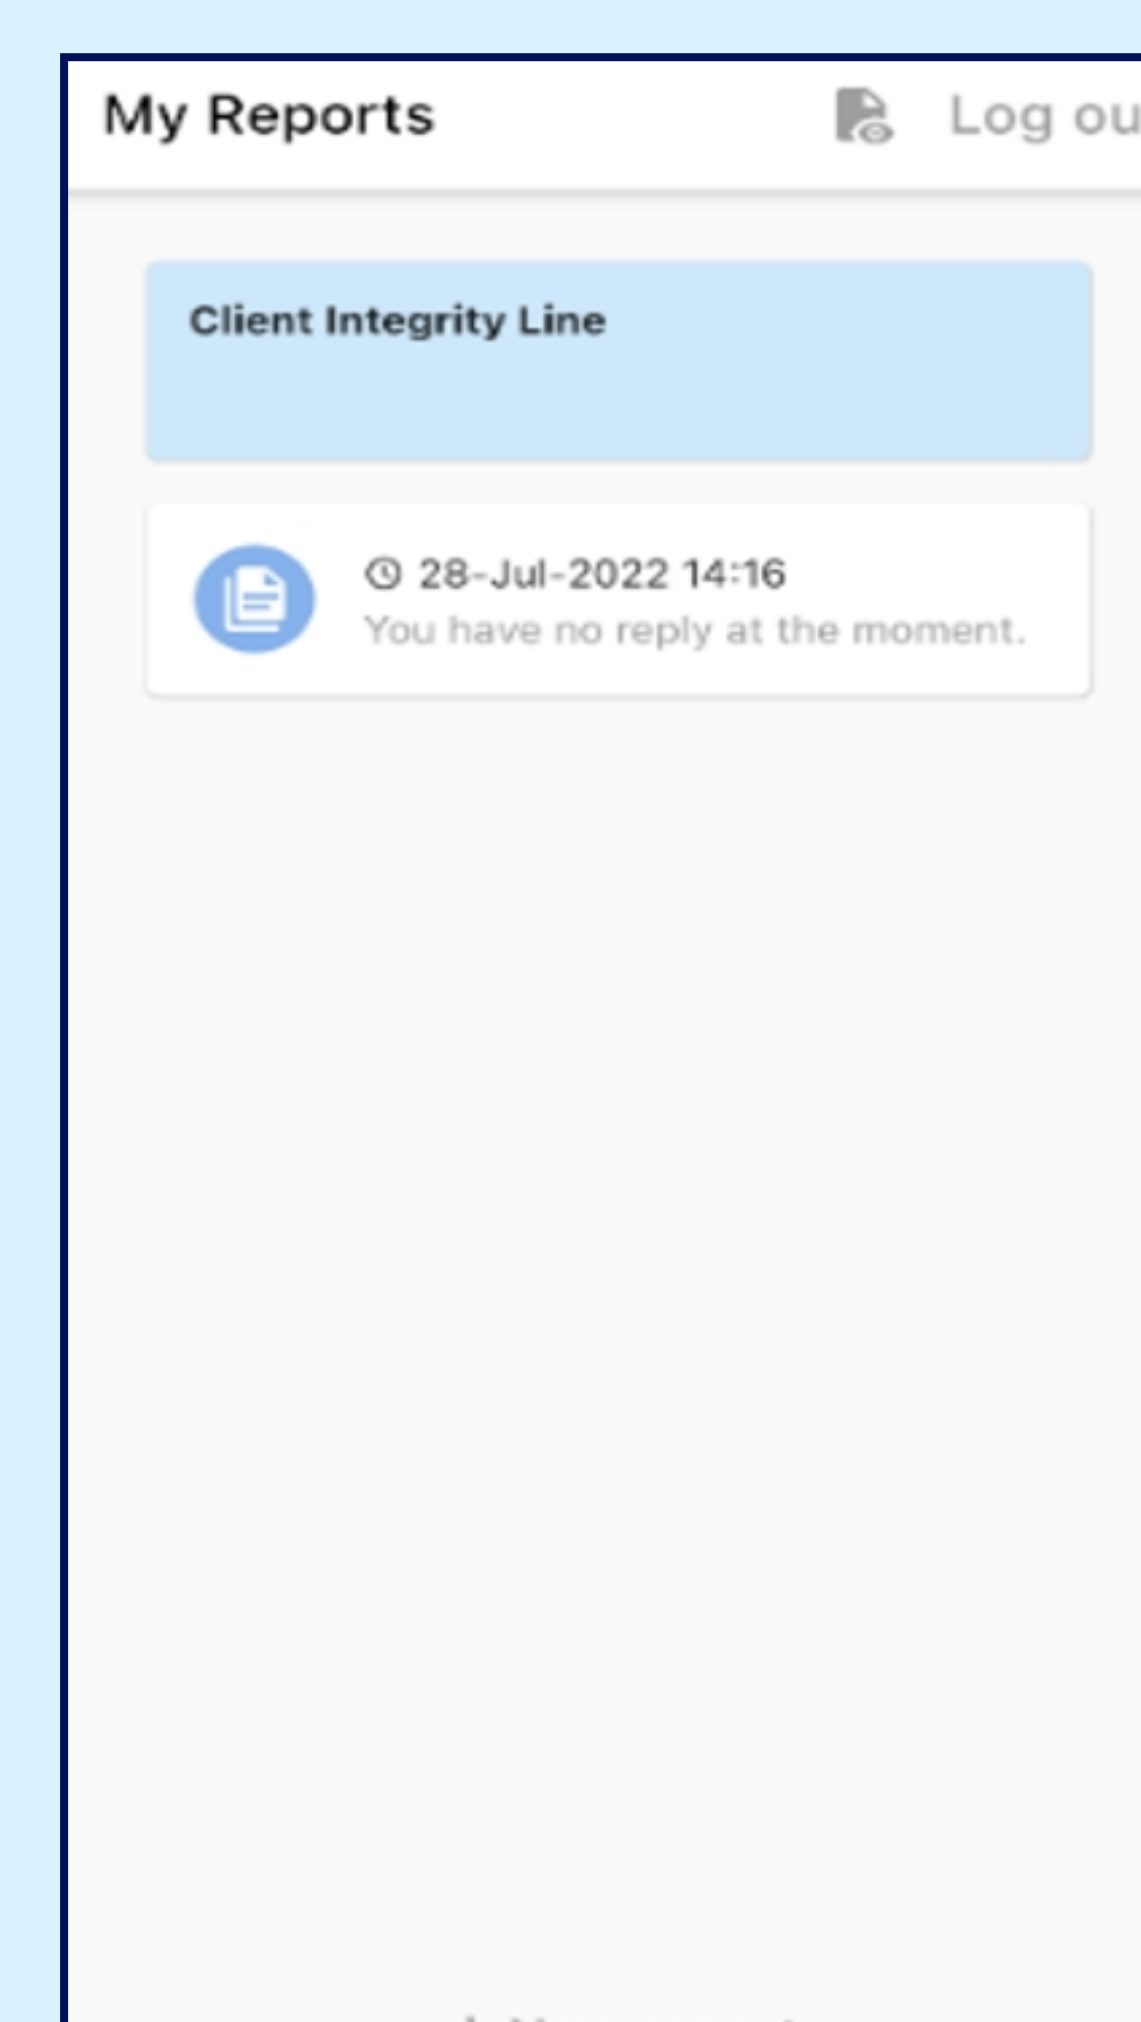 My Reports
Log ou
Client Integrity Line
28-Jul-2022 14:16
You have no reply at the moment.